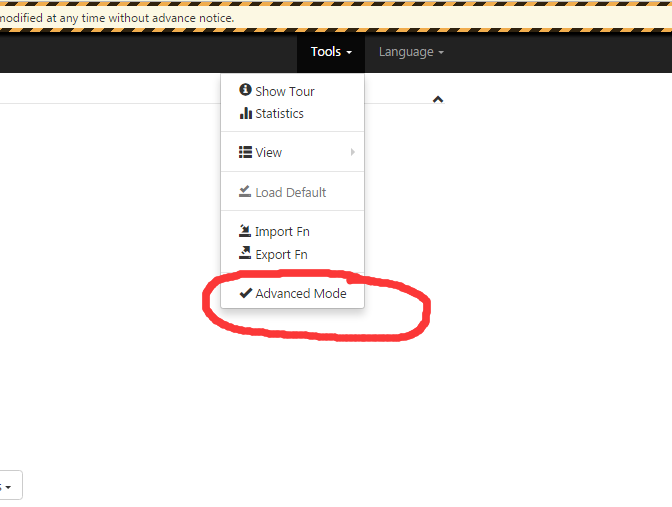 modified at any time without advance notice.
Tools
Language
Show Tour
Statistics
View
Load Default
Import Fn
Export Fn
Advanced Mode
s